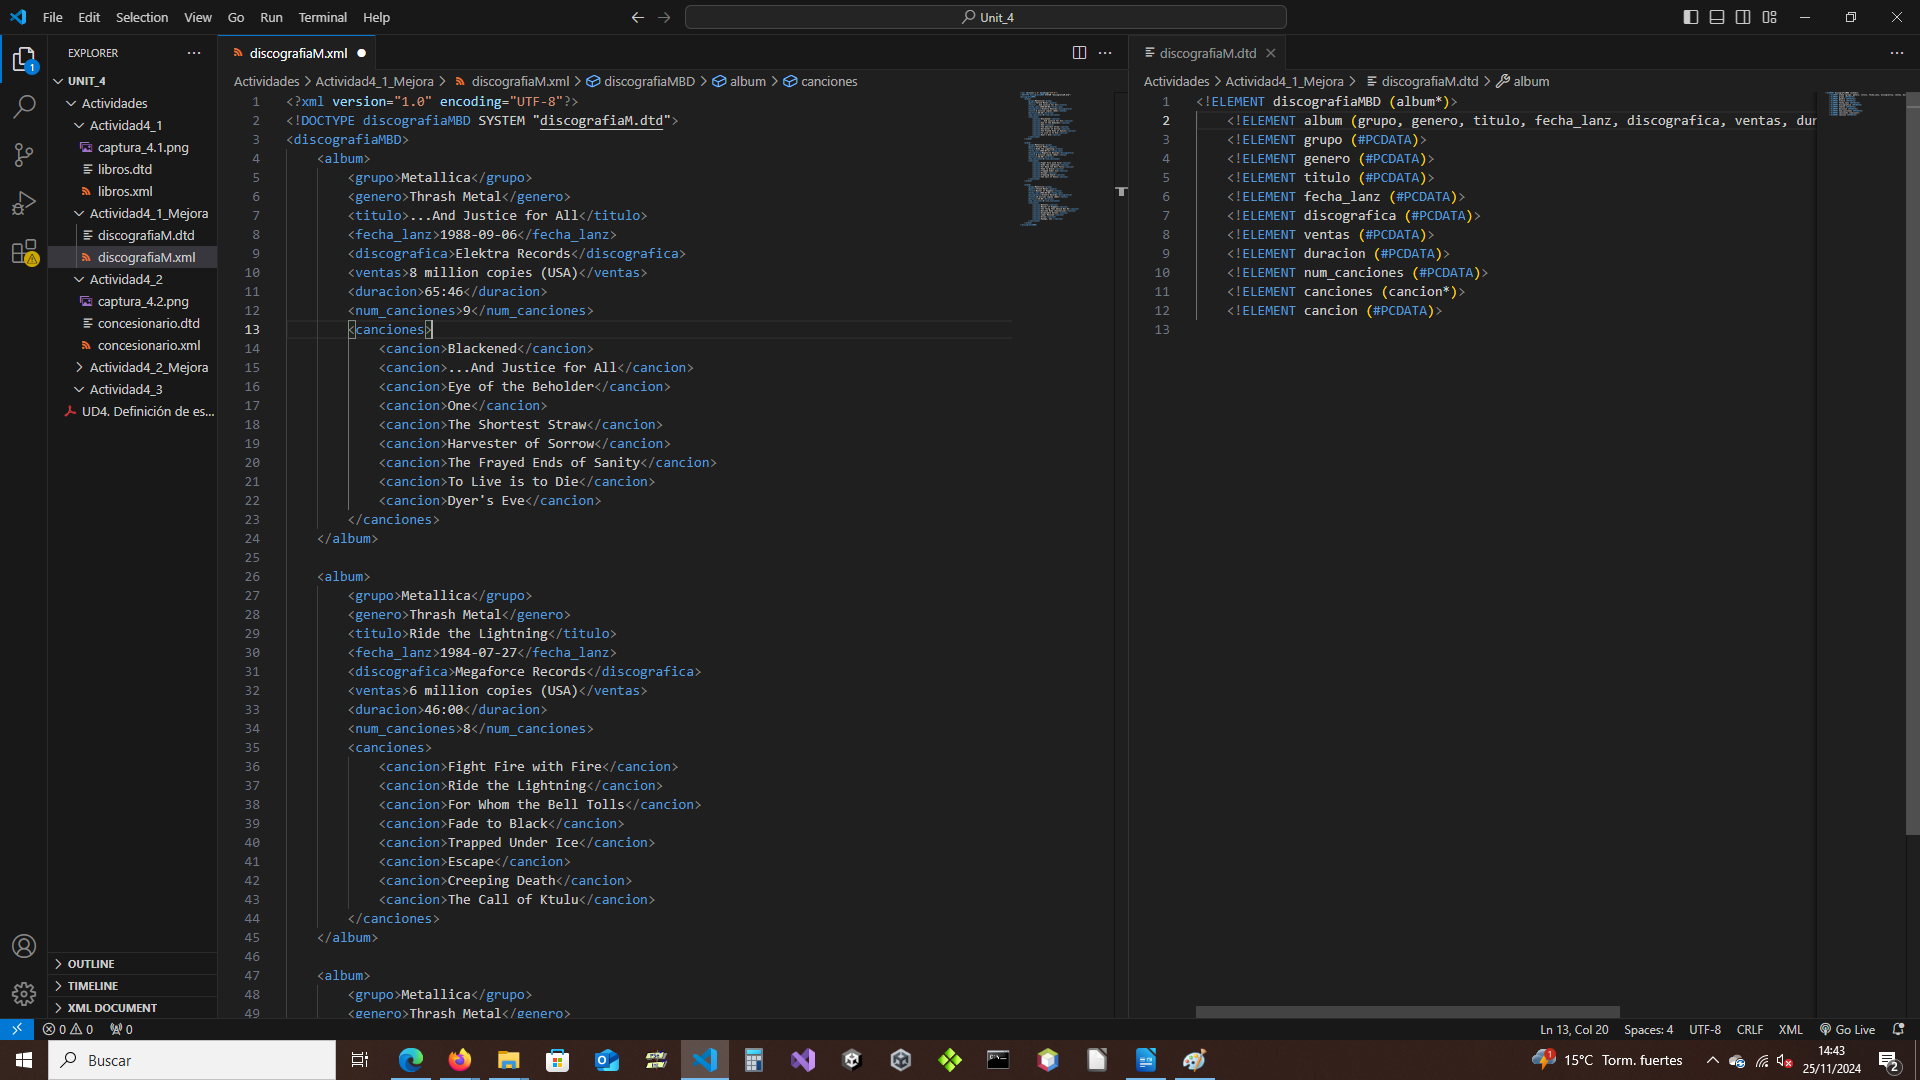 File Edit Selection View Go Run Terminal Help
Unit_4
EXPLORER
UNIT_4
Actividades
Actividad4_1
captura_4.1.png
libros.dtd
libros.xml
Actividad4_1_Mejora
discografiaM.dtd
discografiaM.xml
Actividad4_2
captura_4.2.png
concesionario.dtd
concesionario.xml
Actividad4_2_Mejora
Actividad4_3
UD4. Definición de es...
OUTLINE
TIMELINE
XML DOCUMENT
discografiaM.xml
Actividades > Actividad4_1_Mejora > discografiaM.xml > discografiaMBD > album > canciones
1 <?xml version="1.0" encoding="UTF-8"?>
2 <!DOCTYPE discografiaMBD SYSTEM "discografiaM.dtd">
3 <discografiaMBD>
4 <album>
5 <grupo>Metallica</grupo>
6 <genero>Thrash Metal</genero>
7 <titulo>...And Justice for All</titulo>
8 <fecha_lanz>1988-09-06</fecha_lanz>
9 <discografica>Elektra Records</discografica>
10 <ventas>8 million copies (USA)</ventas>
11 <duracion>65:46</duracion>
12 <num_canciones>9</num_canciones>
13 <canciones>
14 <cancion>Blackened</cancion>
15 <cancion>...And Justice for All</cancion>
16 <cancion>Eye of the Beholder</cancion>
17 <cancion>One</cancion>
18 <cancion>The Shortest Straw</cancion>
19 <cancion>Harvester of Sorrow</cancion>
20 <cancion>The Frayed Ends of Sanity</cancion>
21 <cancion>To Live is to Die</cancion>
22 <cancion>Dyer's Eve</cancion>
23 </canciones>
24 </album>
25
26 <album>
27 <grupo>Metallica</grupo>
28 <genero>Thrash Metal</genero>
29 <titulo>Ride the Lightning</titulo>
30 <fecha_lanz>1984-07-27</fecha_lanz>
31 <discografica>Megaforce Records</discografica>
32 <ventas>6 million copies (USA)</ventas>
33 <duracion>46:00</duracion>
34 <num_canciones>8</num_canciones>
35 <canciones>
36 <cancion>Fight Fire with Fire</cancion>
37 <cancion>Ride the Lightning</cancion>
38 <cancion>For Whom the Bell Tolls</cancion>
39 <cancion>Fade to Black</cancion>
40 <cancion>Trapped Under Ice</cancion>
41 <cancion>Escape</cancion>
42 <cancion>Creeping Death</cancion>
43 <cancion>The Call of Ktulu</cancion>
44 </canciones>
45 </album>
46
47 <album>
48 <grupo>Metallica</grupo>
49 <genero>Thrash Metal</genero>
discografiaM.dtd
Actividades > Actividad4_1_Mejora > discografiaM.dtd > album
1 <!ELEMENT discografiaMBD (album*)>
2 <!ELEMENT album (grupo, genero, titulo, fecha_lanz, discografica, ventas, dur
3 <!ELEMENT grupo (#PCDATA)>
4 <!ELEMENT genero (#PCDATA)>
5 <!ELEMENT titulo (#PCDATA)>
6 <!ELEMENT fecha_lanz (#PCDATA)>
7 <!ELEMENT discografica (#PCDATA)>
8 <!ELEMENT ventas (#PCDATA)>
9 <!ELEMENT duracion (#PCDATA)>
10 <!ELEMENT num_canciones (#PCDATA)>
11 <!ELEMENT canciones (cancion*)>
12 <!ELEMENT cancion (#PCDATA)>
13
0 0 0
Ln 13, Col 20 Spaces: 4 UTF-8 CRLF XML Go Live
Buscar
15°C Torm. fuertes
14:43
25/11/2024
2